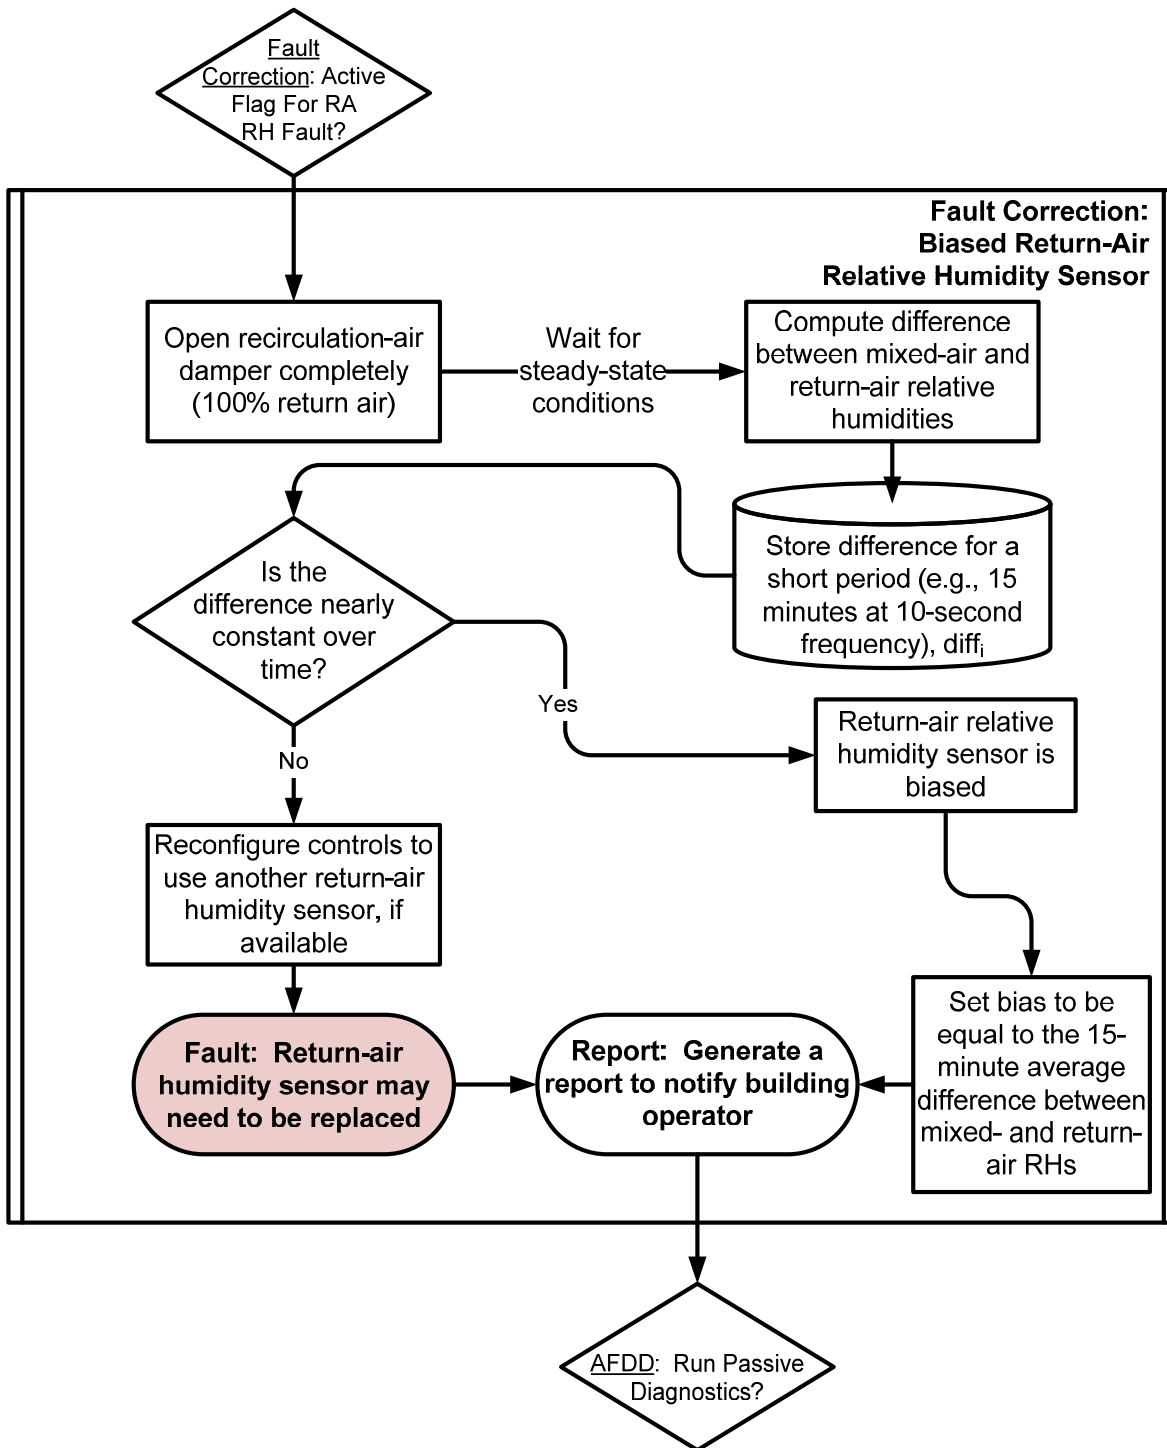 Fault
Correction: Active
Flag For RA
RH Fault?
Fault Correction:
Biased Return-Air
Relative Humidity Sensor
Open recirculation-air
damper completely
(100% return air)
Wait for
steady-state
conditions
Compute difference
between mixed-air and
return-air relative
humidities
Store difference for a
short period (e.g., 15
minutes at 10-second
frequency), diffi
Is the
difference nearly
constant over
time?
Yes
No
Return-air relative
humidity sensor is
biased
Reconfigure controls to
use another return-air
humidity sensor, if
available
Set bias to be
equal to the 15-
minute average
difference between
mixed- and return-
air RHs
Fault:  Return-air
humidity sensor may
need to be replaced
Report:  Generate a
report to notify building
operator
AFDD:  Run Passive
Diagnostics?